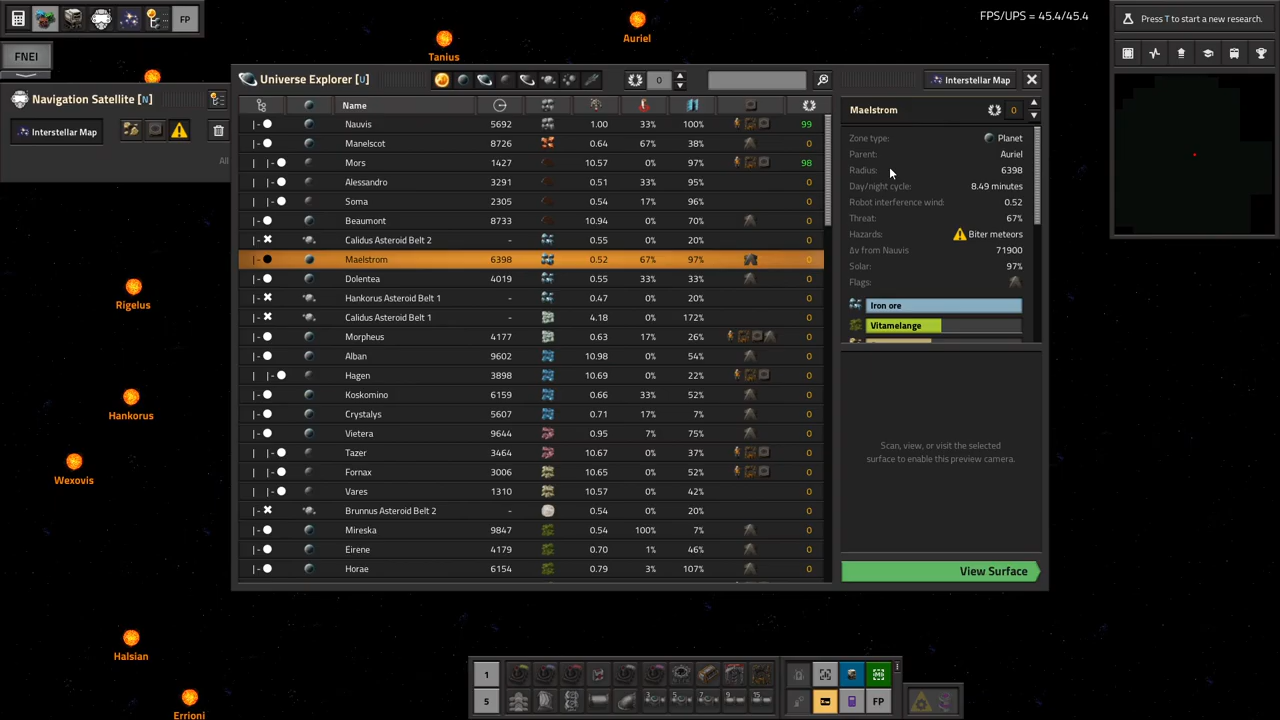 FP
FPS/UPS = 45.4/45.4
Press T to start a new research.
FNEI
Auriel
Tanius
Navigation Satellite [N]
Interstellar Map
All
Universe Explorer [U]
0
Interstellar Map
Name
Nauvis 5692 1.00 33% 100% 99
Manelscot 8726 0.64 67% 38% 0
Mors 1427 10.57 0% 97% 98
Alessandro 3291 0.51 33% 95% 0
Soma 2305 0.54 17% 96% 0
Beaumont 8733 10.94 0% 70% 0
Calidus Asteroid Belt 2 - 0.55 0% 20% 0
Maelstrom 6398 0.52 67% 97% 0
Dolentea 4019 0.55 33% 33% 0
Hankorus Asteroid Belt 1 - 0.47 0% 20% 0
Calidus Asteroid Belt 1 - 4.18 0% 172% 0
Morpheus 4177 0.63 17% 26% 0
Alban 9602 10.98 0% 54% 0
Hagen 3898 10.69 0% 22% 0
Koskomino 6159 0.66 33% 52% 0
Crystalys 5607 0.71 17% 7% 0
Vietera 9644 0.95 7% 75% 0
Tazer 3464 10.67 0% 37% 0
Fornax 3006 10.65 0% 52% 0
Vares 1310 10.57 0% 42% 0
Brunnus Asteroid Belt 2 - 0.54 0% 20% 0
Mireska 9847 0.54 100% 7% 0
Eirene 4179 0.70 1% 46% 0
Horae 6154 0.79 3% 107% 0
Maelstrom 0
Zone type: Planet
Parent: Auriel
Radius: 6398
Day/night cycle: 8.49 minutes
Robot interference wind: 0.52
Threat: 67%
Hazards: Biter meteors
Δv from Nauvis 71900
Solar: 97%
Flags:
Iron ore
Vitamelange
Scan, view, or visit the selected
surface to enable this preview camera.
View Surface
Rigelus
Hankorus
Wexovis
Halsian
Errioni
1
5
3
5
7
9
15
FP